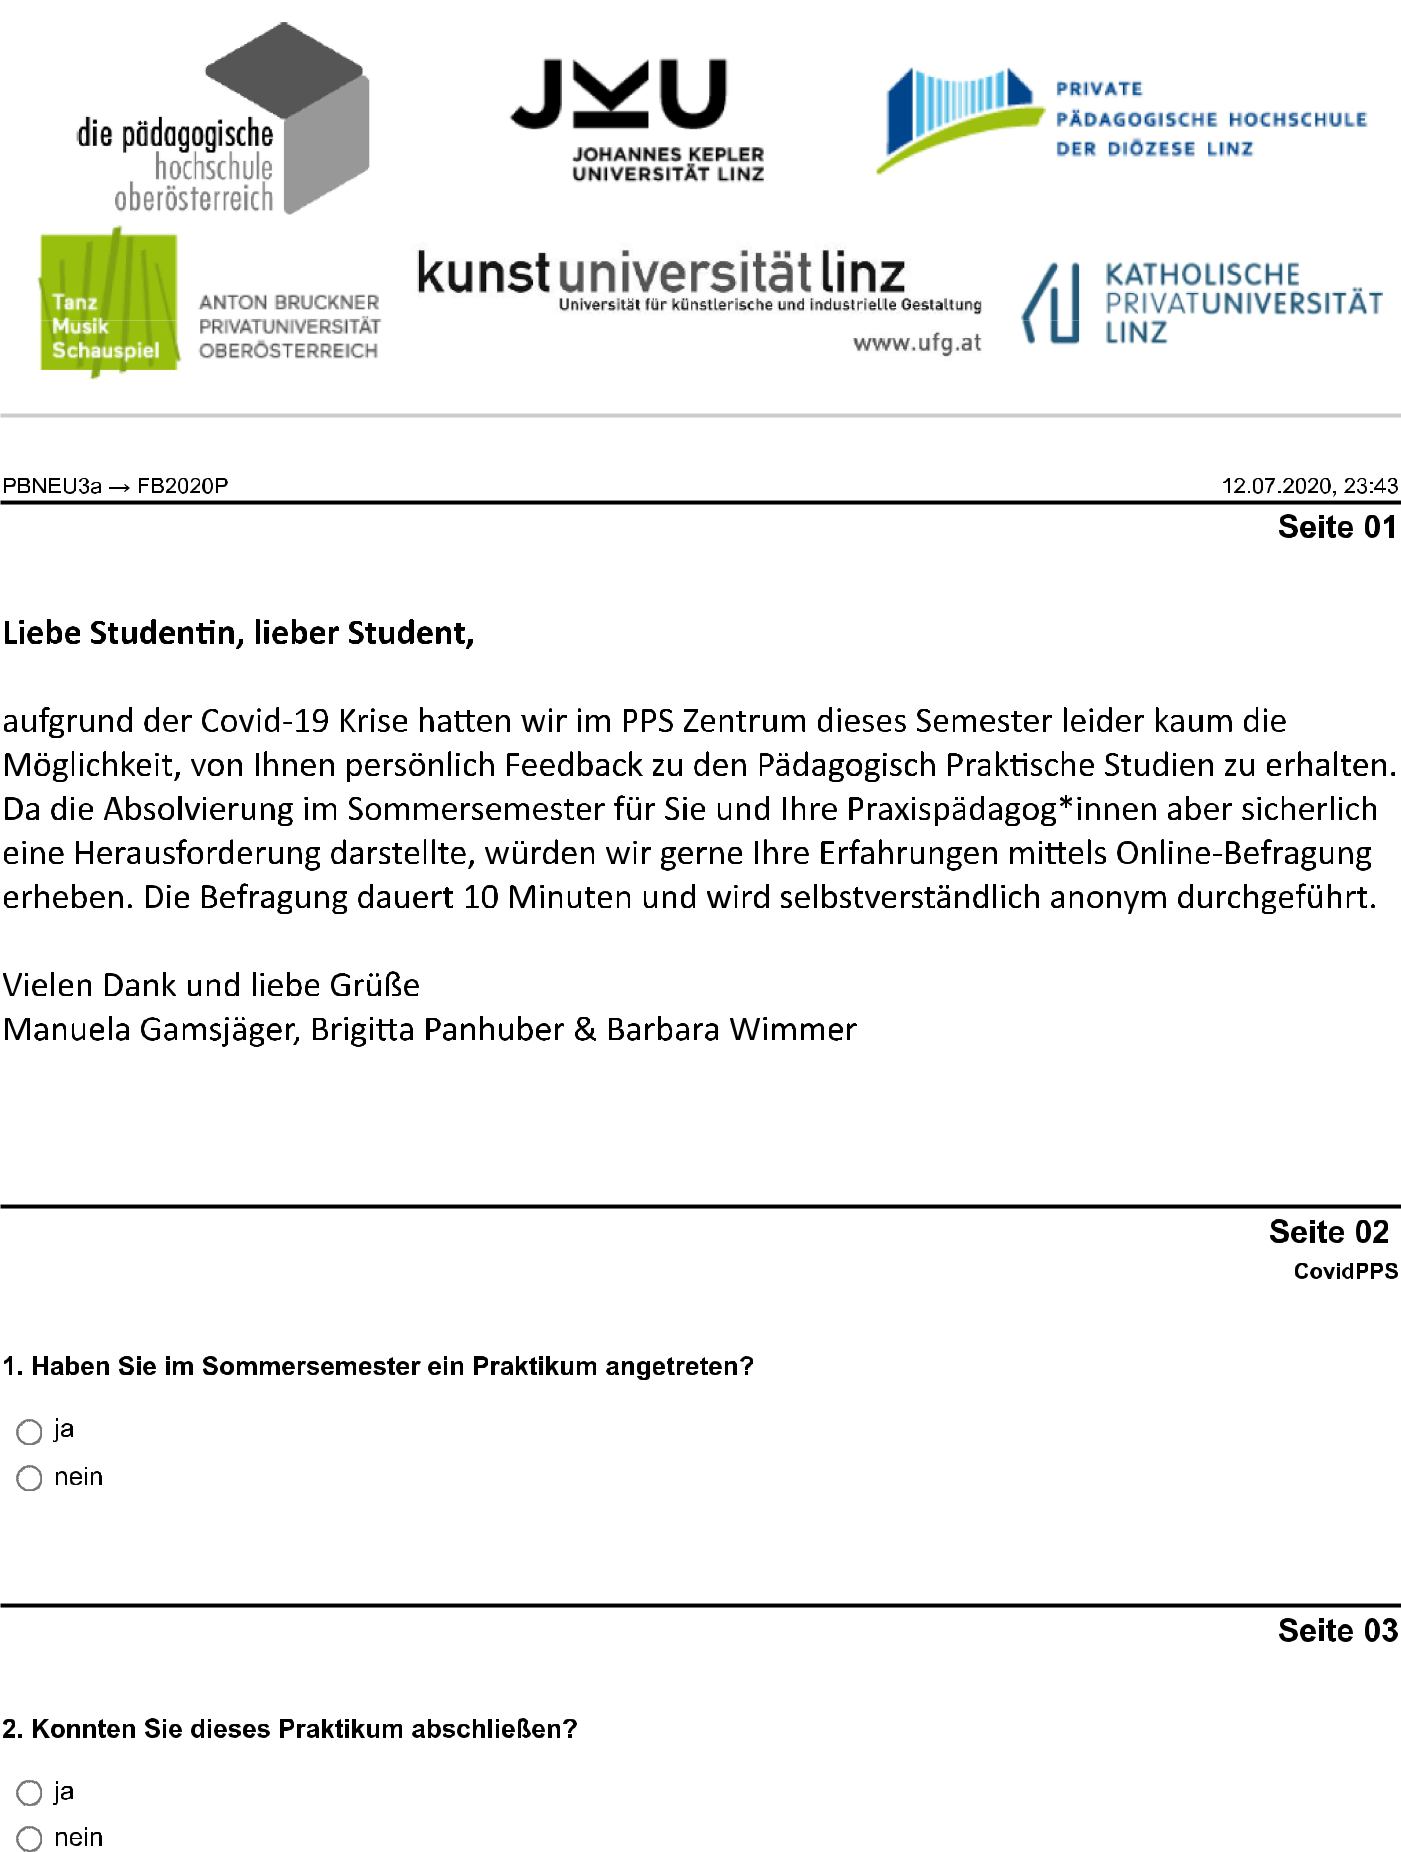 die pädagogische
hochschule
oberösterreich
JKU
JOHANNES KEPLER
UNIVERSITÄT LINZ
PRIVATE
PÄDAGOGISCHE HOCHSCHULE
DER DIÖZESE LINZ
Tanz
Musik
Schauspiel
ANTON BRUCKNER
PRIVATUNIVERSITÄT
OBERÖSTERREICH
kunstuniversitätlinz
Universität für künstlerische und industrielle Gestaltung
www.ufg.at
KATHOLISCHE
PRIVATUNIVERSITÄT
LINZ
PBNEU3a → FB2020P 12.07.2020, 23:43
Seite 01
Liebe Studentin, lieber Student,
aufgrund der Covid-19 Krise hatten wir im PPS Zentrum dieses Semester leider kaum die
Möglichkeit, von Ihnen persönlich Feedback zu den Pädagogisch Praktische Studien zu erhalten.
Da die Absolvierung im Sommersemester für Sie und Ihre Praxispädagog*innen aber sicherlich
eine Herausforderung darstellte, würden wir gerne Ihre Erfahrungen mittels Online-Befragung
erheben. Die Befragung dauert 10 Minuten und wird selbstverständlich anonym durchgeführt.
Vielen Dank und liebe Grüße
Manuela Gamsjäger, Brigitta Panhuber & Barbara Wimmer
Seite 02
CovidPPS
1. Haben Sie im Sommersemester ein Praktikum angetreten?
ja
nein
Seite 03
2. Konnten Sie dieses Praktikum abschließen?
ja
nein